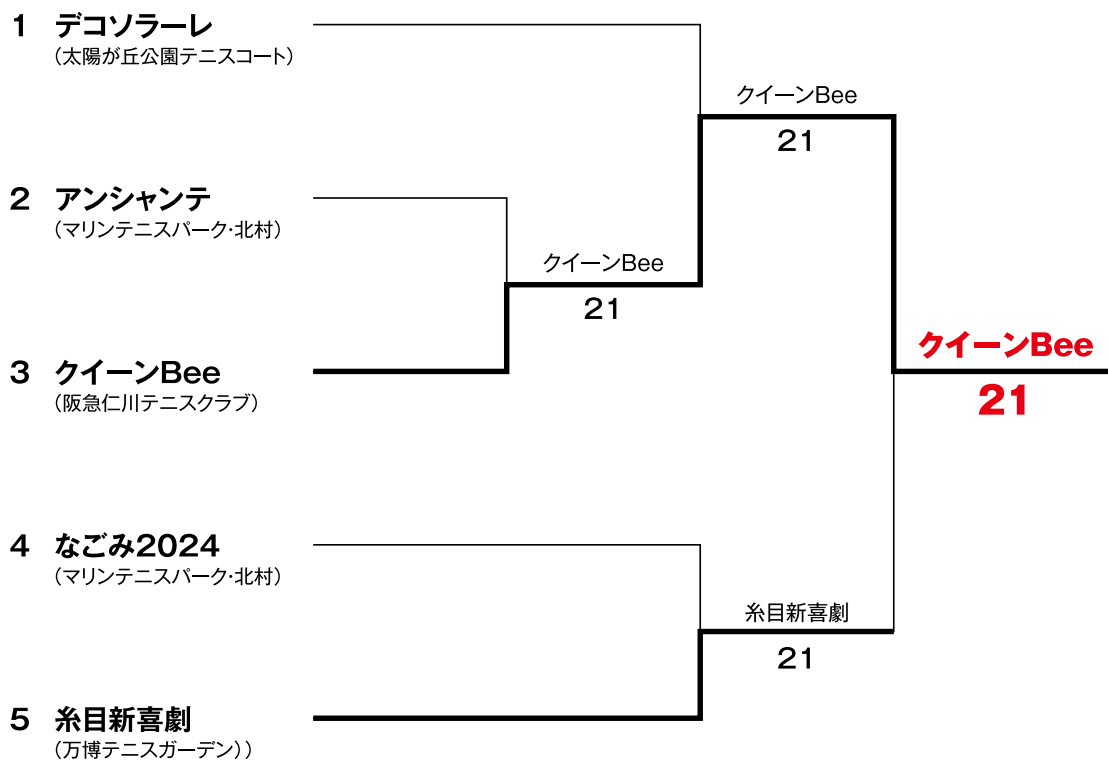 1 デコソラーレ
(太陽が丘公園テニスコート)
クイーンBee
21
2 アンシャンテ
(マリンテニスパーク・北村)
クイーンBee
21
クイーンBee
21
3 クイーンBee
(阪急仁川テニスクラブ)
4 なごみ2024
(マリンテニスパーク・北村)
糸目新喜劇
21
5 糸目新喜劇
(万博テニスガーデン))